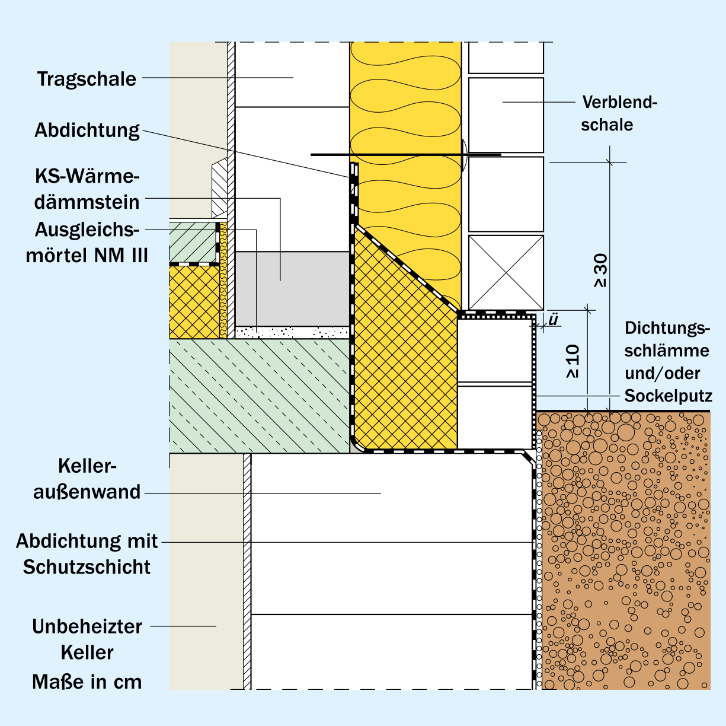 Tragschale
Abdichtung
KS-Wärme-
dämmstein
Ausgleichs-
mörtel NM III
Keller-
außenwand
Abdichtung mit
Schutzschicht
Unbeheizter
Keller
Maße in cm
Verblend-
schale
≥ 30
ü
≥ 10
Dichtungs-
schlämme
und/oder
Sockelputz